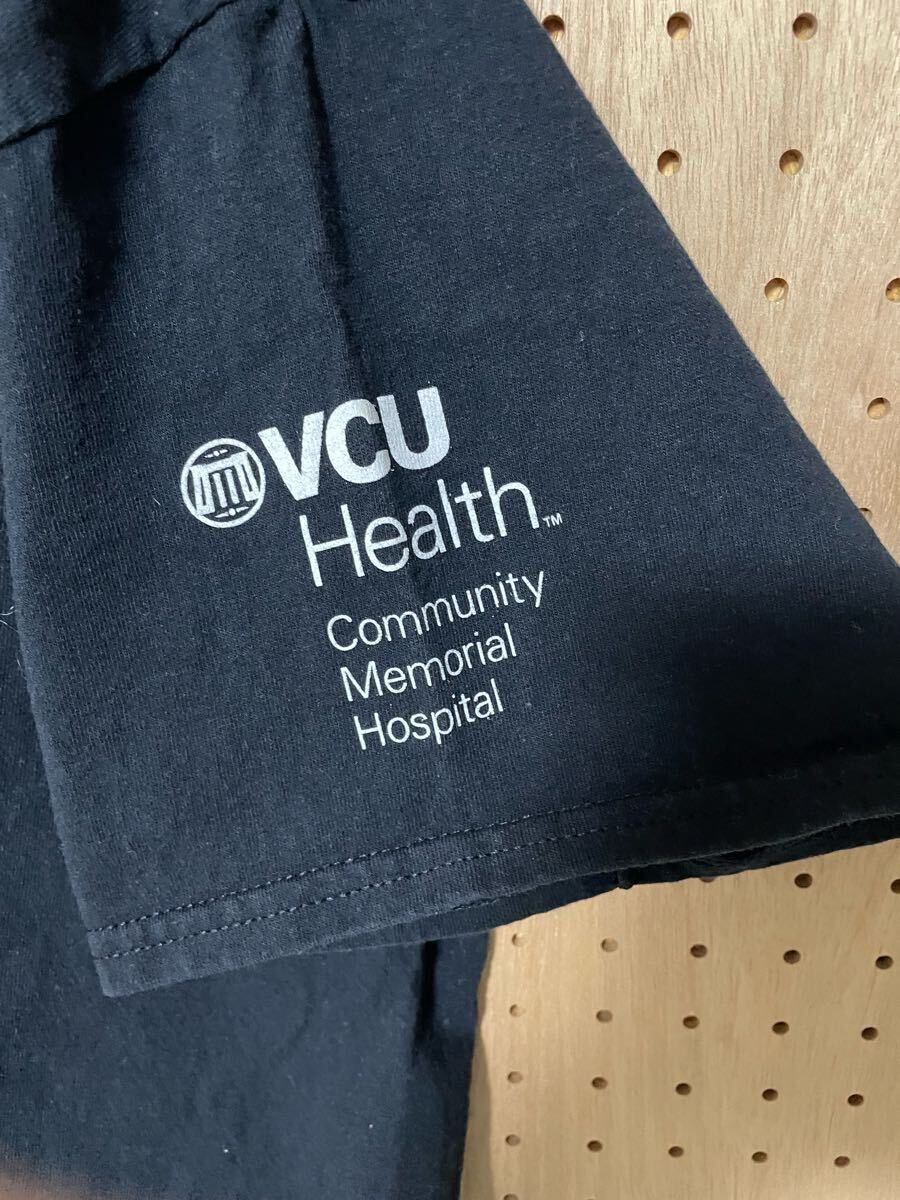 VCU
Health™
Community
Memorial
Hospital